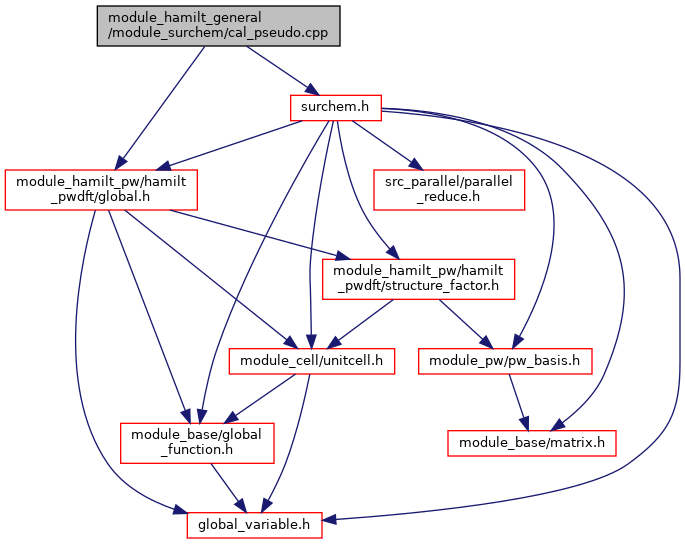 module_hamilt_general
/module_surchem/cal_pseudo.cpp
surchem.h
module_hamilt_pw/hamilt
_pwdft/global.h
src_parallel/parallel
_reduce.h
module_hamilt_pw/hamilt
_pwdft/structure_factor.h
module_cell/unitcell.h
module_pw/pw_basis.h
module_base/global
_function.h
module_base/matrix.h
global_variable.h